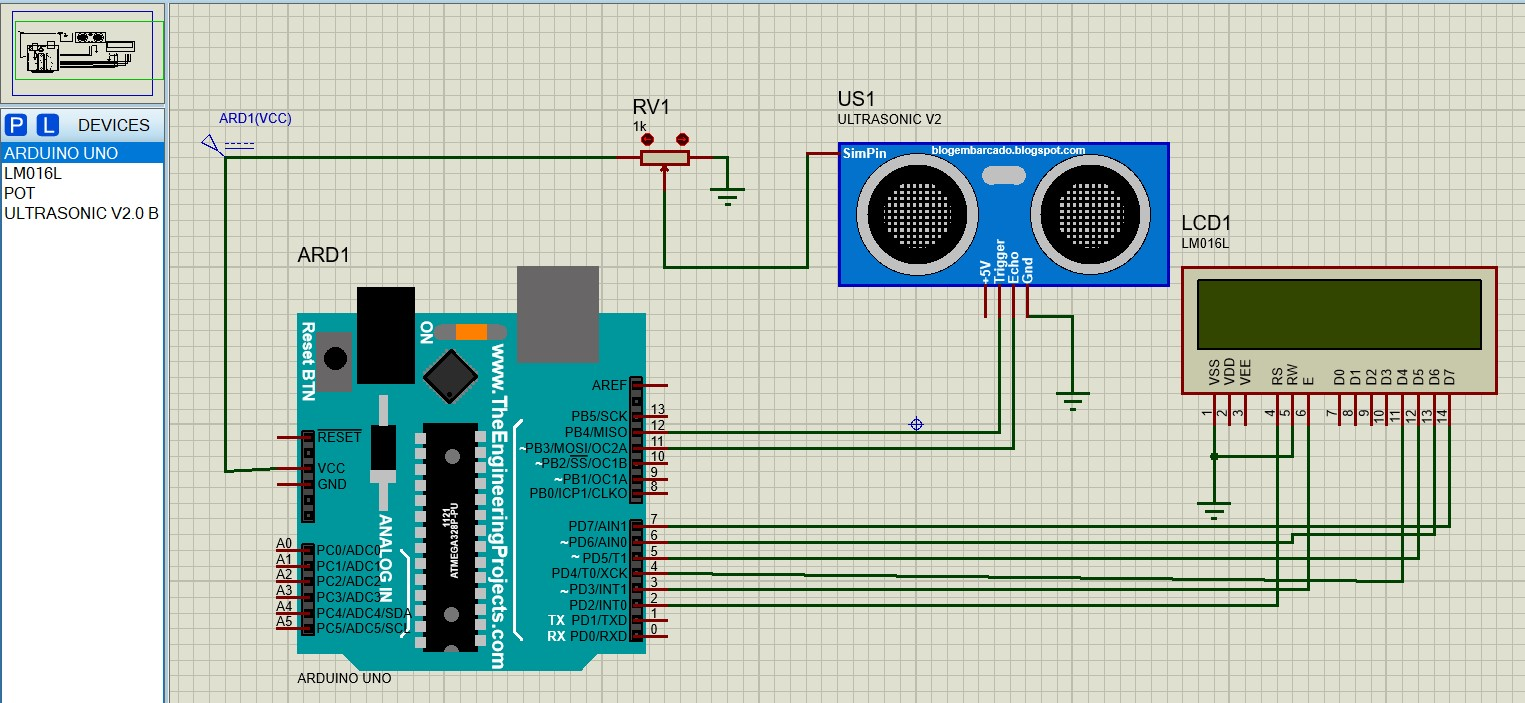 P L DEVICES
ARDUINO UNO
LM016L
POT
ULTRASONIC V2.0 B
ARD1(VCC)
RV1
1k
US1
ULTRASONIC V2
SimPin
blogembarcado.blogspot.com
+5V
Trigger
Echo
Gnd
LCD1
LM016L
VSS
VDD
VEE
RS
RW
E
D0
D1
D2
D3
D4
D5
D6
D7
1
2
3
4
5
6
7
8
9
10
11
12
13
14
ARD1
Reset BTN
ON
www.TheEngineeringProjects.com
ANALOG IN
1121
ATMEGA328P-PU
RESET
VCC
GND
A0 PC0/ADC0
A1 PC1/ADC1
A2 PC2/ADC2
A3 PC3/ADC3
A4 PC4/ADC4/SDA
A5 PC5/ADC5/SCL
AREF
PB5/SCK 13
PB4/MISO 12
~PB3/MOSI/OC2A 11
~PB2/SS/OC1B 10
~PB1/OC1A 9
PB0/ICP1/CLKO 8
PD7/AIN1 7
~PD6/AIN0 6
~PD5/T1 5
PD4/T0/XCK 4
~PD3/INT1 3
PD2/INT0 2
TX PD1/TXD 1
RX PD0/RXD 0
ARDUINO UNO